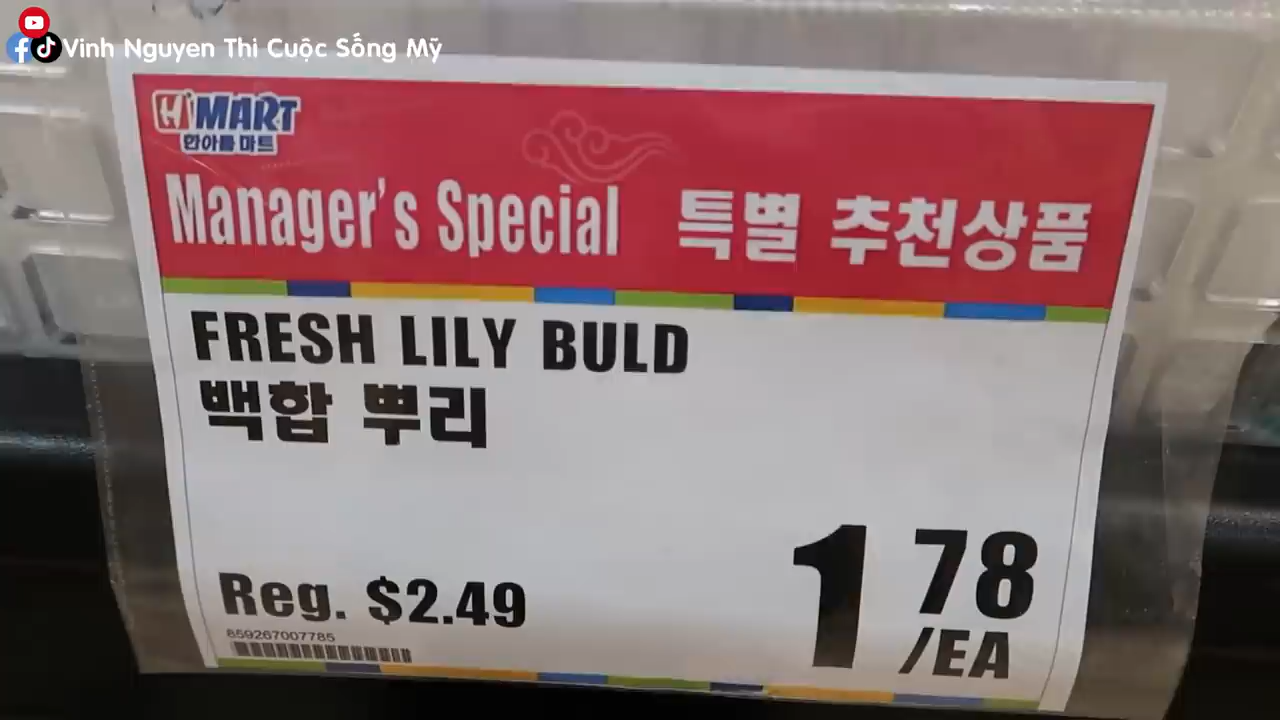 Vinh Nguyen Thi Cuộc Sống Mỹ
H MART
한아름 마트
Manager's Special 특별 추천상품
FRESH LILY BULD
백합 뿌리
Reg. $2.49
859267007785
1 78 /EA